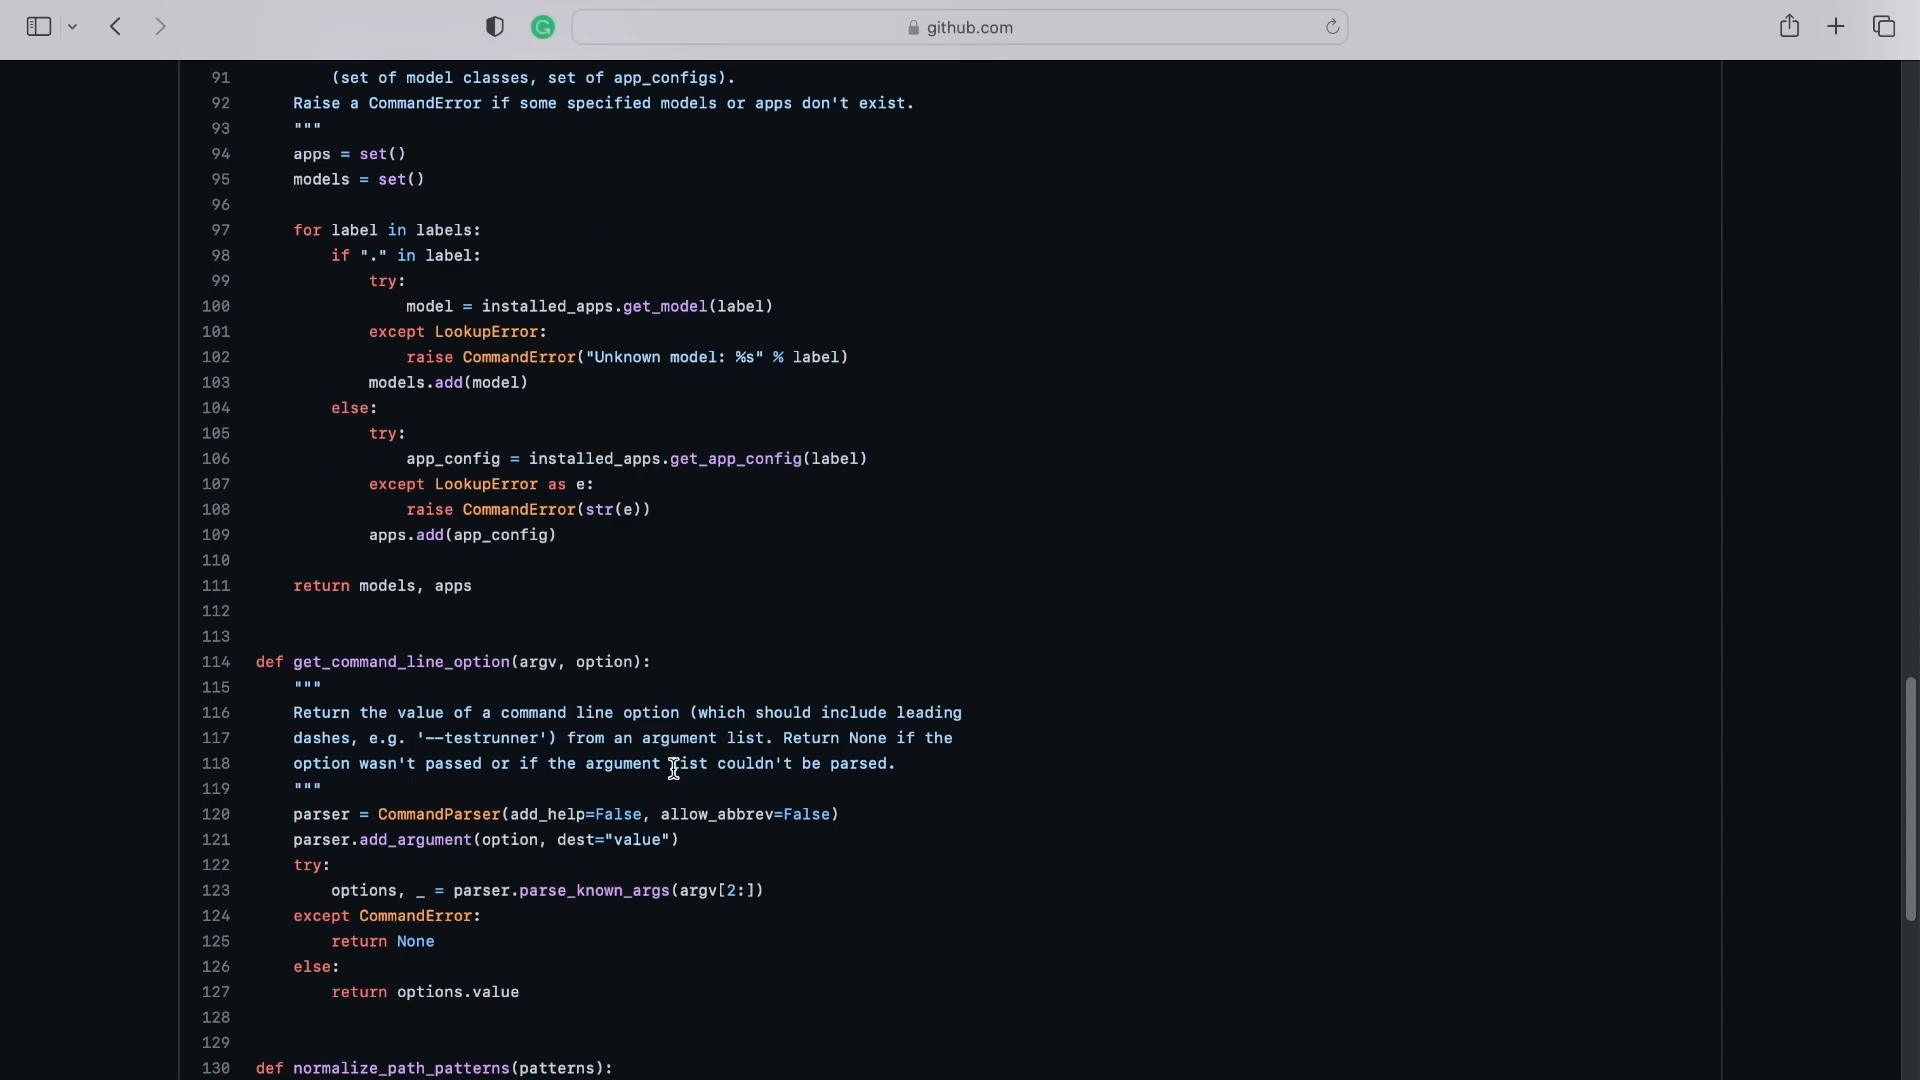 github.com
91 (set of model classes, set of app_configs).
92 Raise a CommandError if some specified models or apps don't exist.
93 """
94 apps = set()
95 models = set()
96
97 for label in labels:
98 if "." in label:
99 try:
100 model = installed_apps.get_model(label)
101 except LookupError:
102 raise CommandError("Unknown model: %s" % label)
103 models.add(model)
104 else:
105 try:
106 app_config = installed_apps.get_app_config(label)
107 except LookupError as e:
108 raise CommandError(str(e))
109 apps.add(app_config)
110
111 return models, apps
112
113
114 def get_command_line_option(argv, option):
115 """
116 Return the value of a command line option (which should include leading
117 dashes, e.g. '--testrunner') from an argument list. Return None if the
118 option wasn't passed or if the argument list couldn't be parsed.
119 """
120 parser = CommandParser(add_help=False, allow_abbrev=False)
121 parser.add_argument(option, dest="value")
122 try:
123 options, _ = parser.parse_known_args(argv[2:])
124 except CommandError:
125 return None
126 else:
127 return options.value
128
129
130 def normalize_path_patterns(patterns):